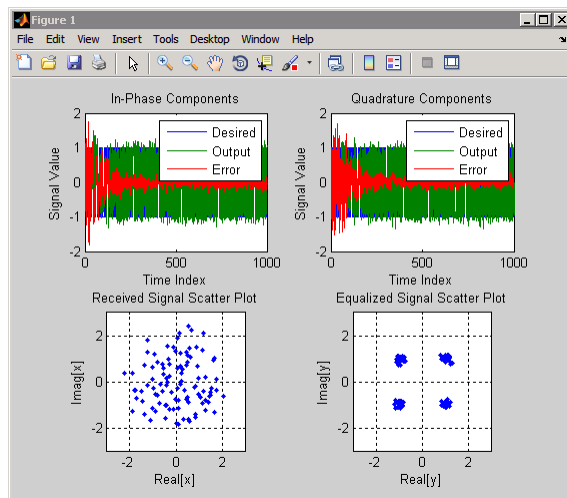 Figure 1
File Edit View Insert Tools Desktop Window Help
In-Phase Components
Quadrature Components
2
1
0
-1
-2
Signal Value
Desired
Output
Error
0 500 1000
Time Index
2
1
0
-1
-2
Signal Value
Desired
Output
Error
0 500 1000
Time Index
Received Signal Scatter Plot
Equalized Signal Scatter Plot
2
0
-2
Imag[x]
-2 0 2
Real[x]
2
0
-2
Imag[y]
-2 0 2
Real[y]